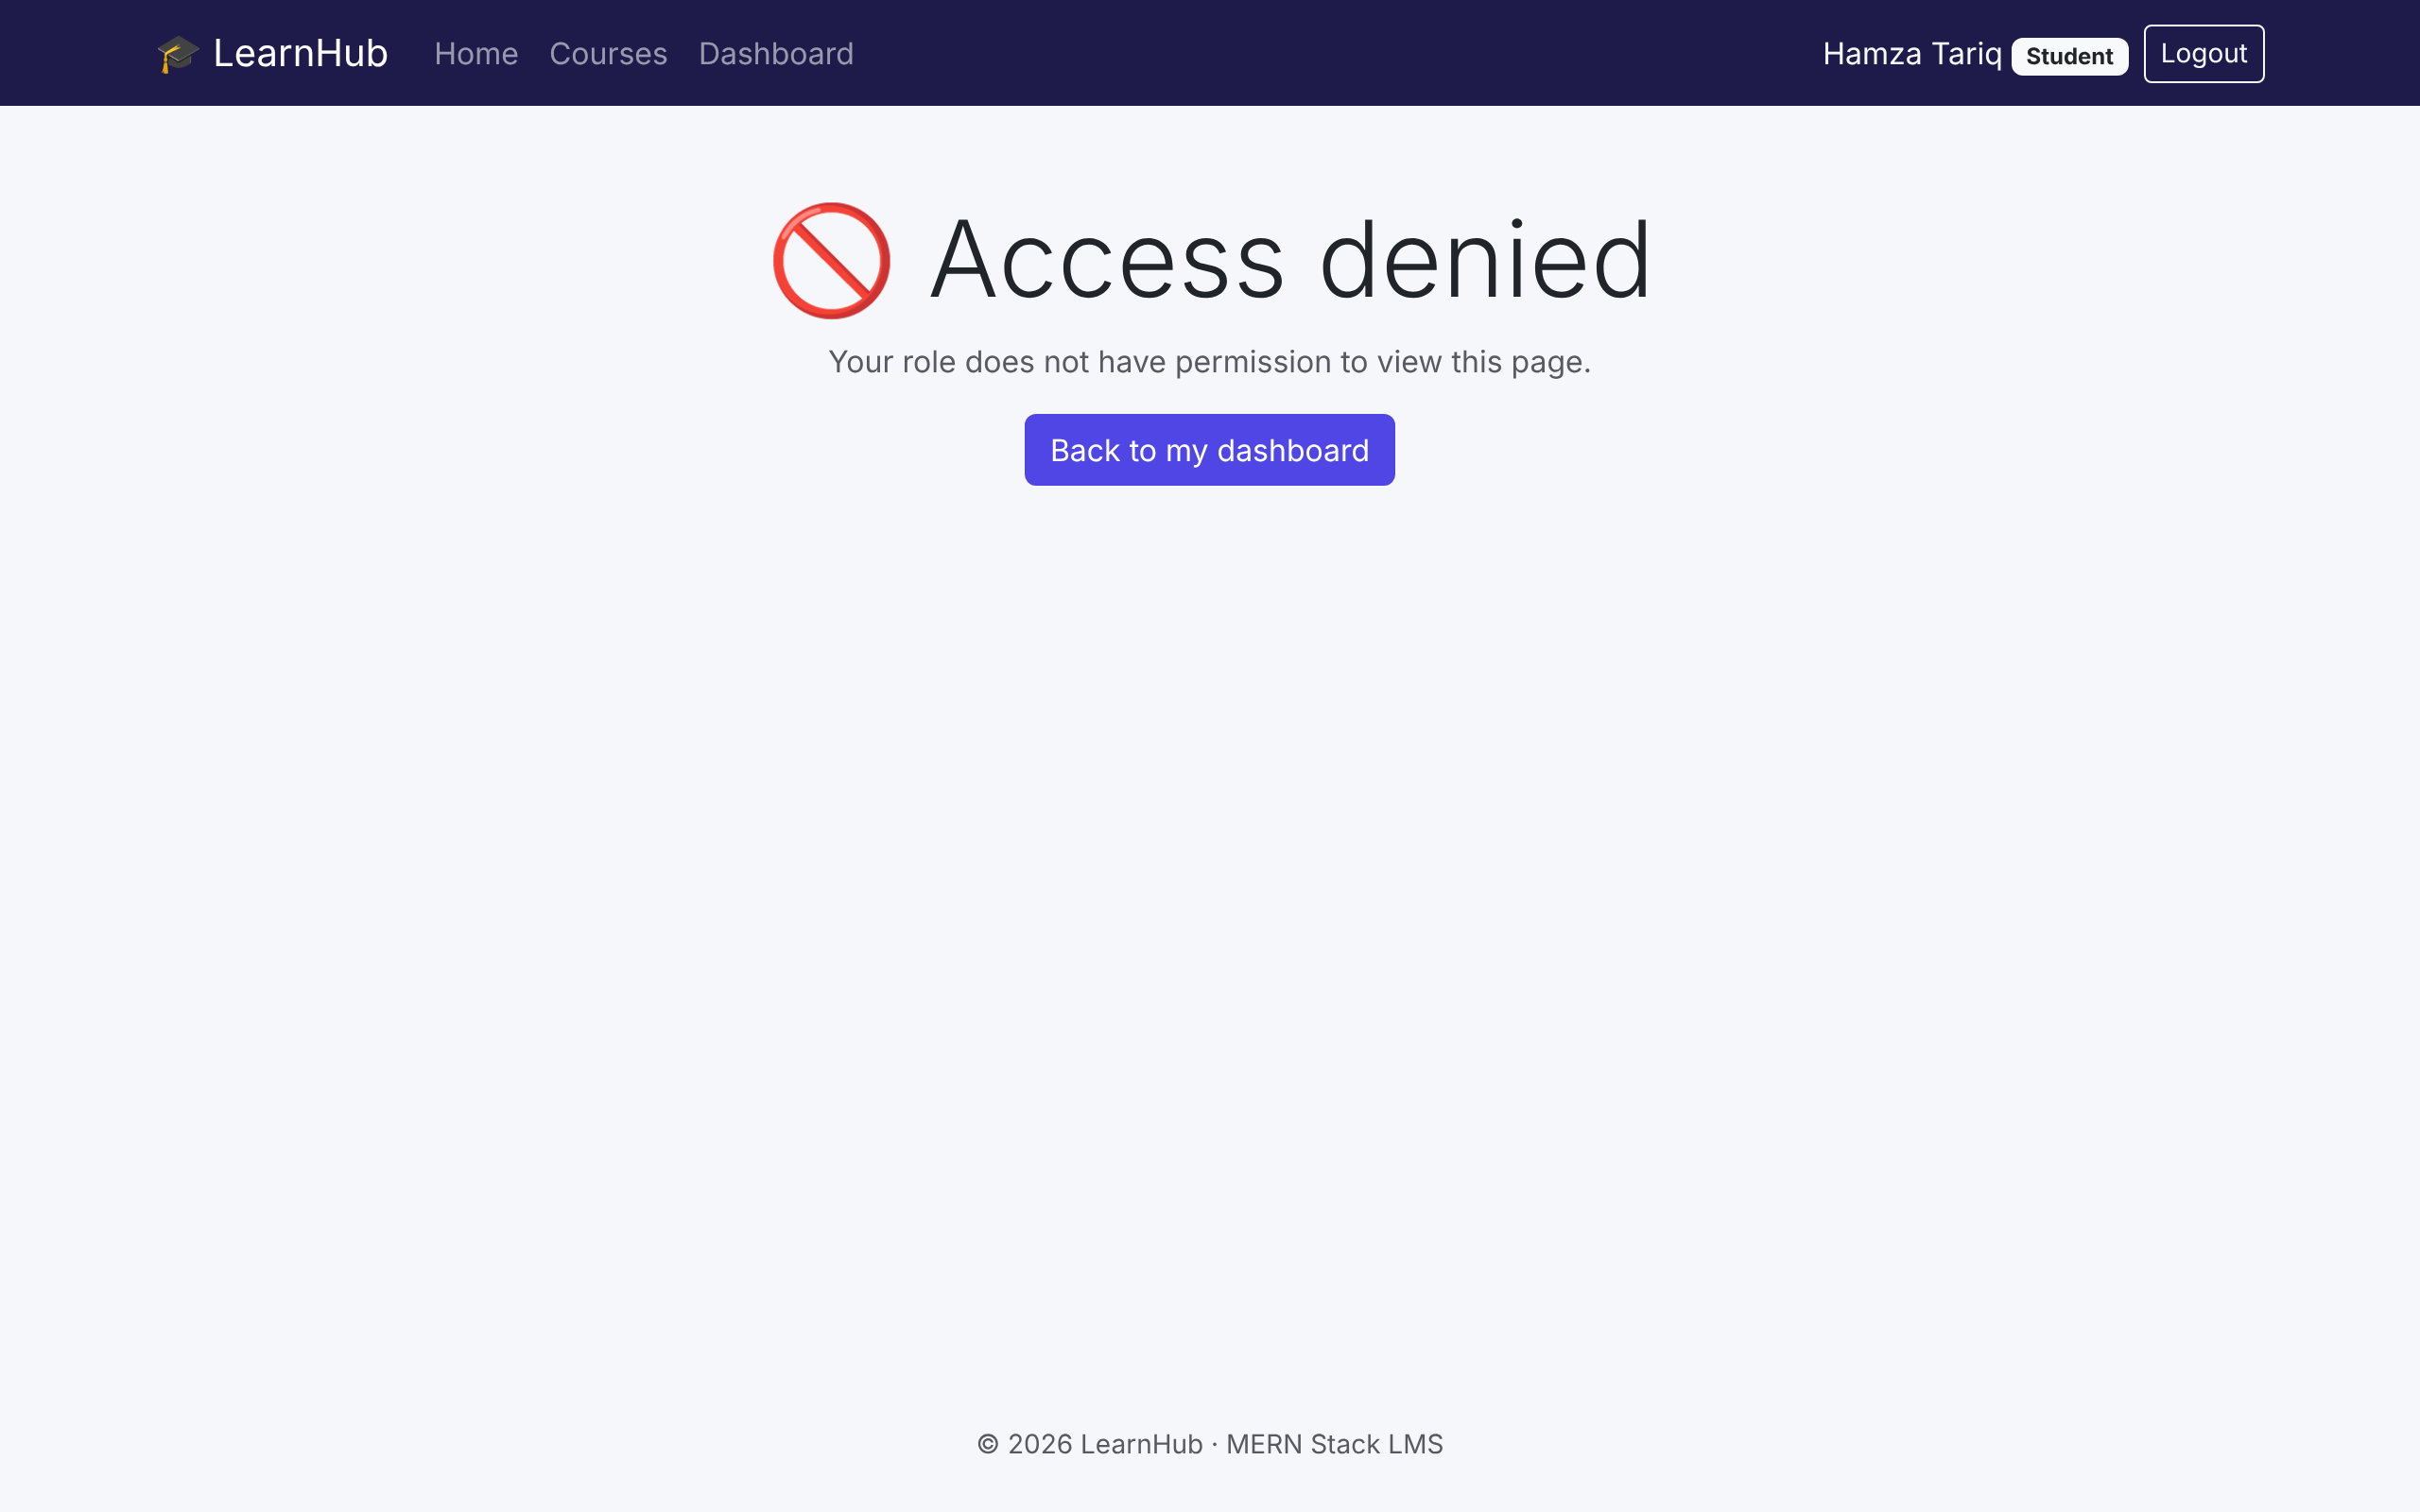 🎓 LearnHub Home Courses Dashboard Hamza Tariq Student Logout
🚫 Access denied
Your role does not have permission to view this page.
Back to my dashboard
© 2026 LearnHub · MERN Stack LMS